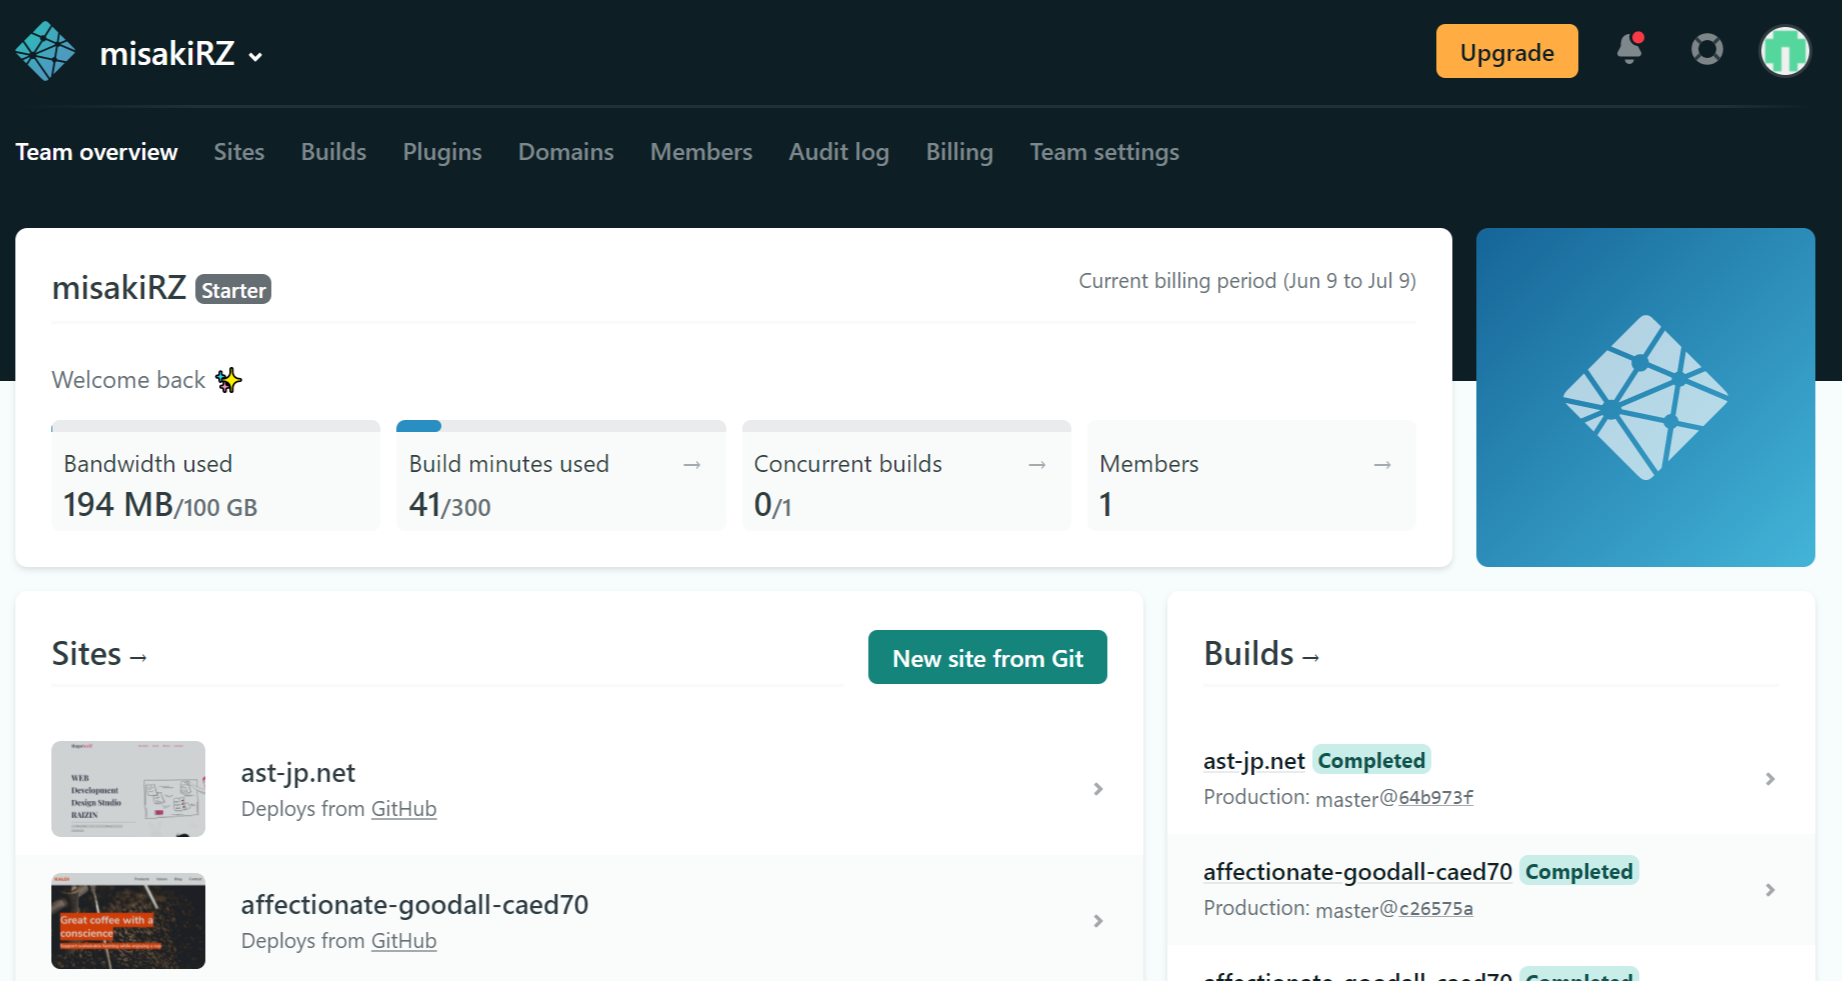 misakiRZ
Upgrade
Team overview Sites Builds Plugins Domains Members Audit log Billing Team settings
misakiRZ Starter
Current billing period (Jun 9 to Jul 9)
Welcome back
Bandwidth used
194 MB/100 GB
Build minutes used →
41/300
Concurrent builds →
0/1
Members →
1
Sites →
New site from Git
WEB
Development
Design Studio
RAIZIN
ast-jp.net
Deploys from GitHub
Great coffee with a
conscience
affectionate-goodall-caed70
Deploys from GitHub
Builds →
ast-jp.net Completed
Production: master@64b973f
affectionate-goodall-caed70 Completed
Production: master@c26575a
affectionate-goodall-caed70 Completed